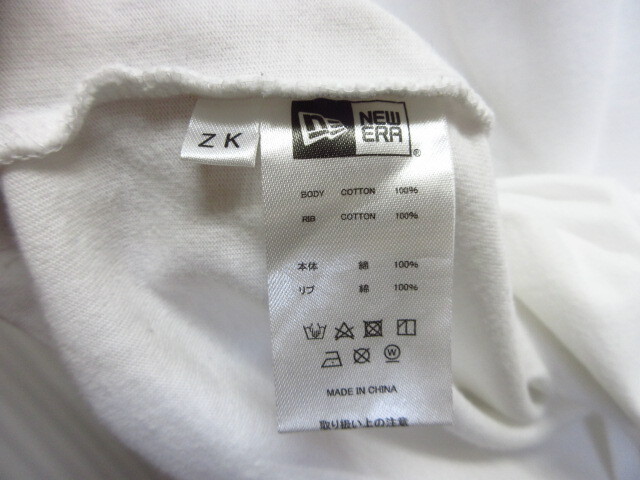 ZK
NEW
ERA
®
BODY COTTON 100%
RIB COTTON 100%
本体 綿 100%
リブ 綿 100%
W
MADE IN CHINA
取り扱い上の注意